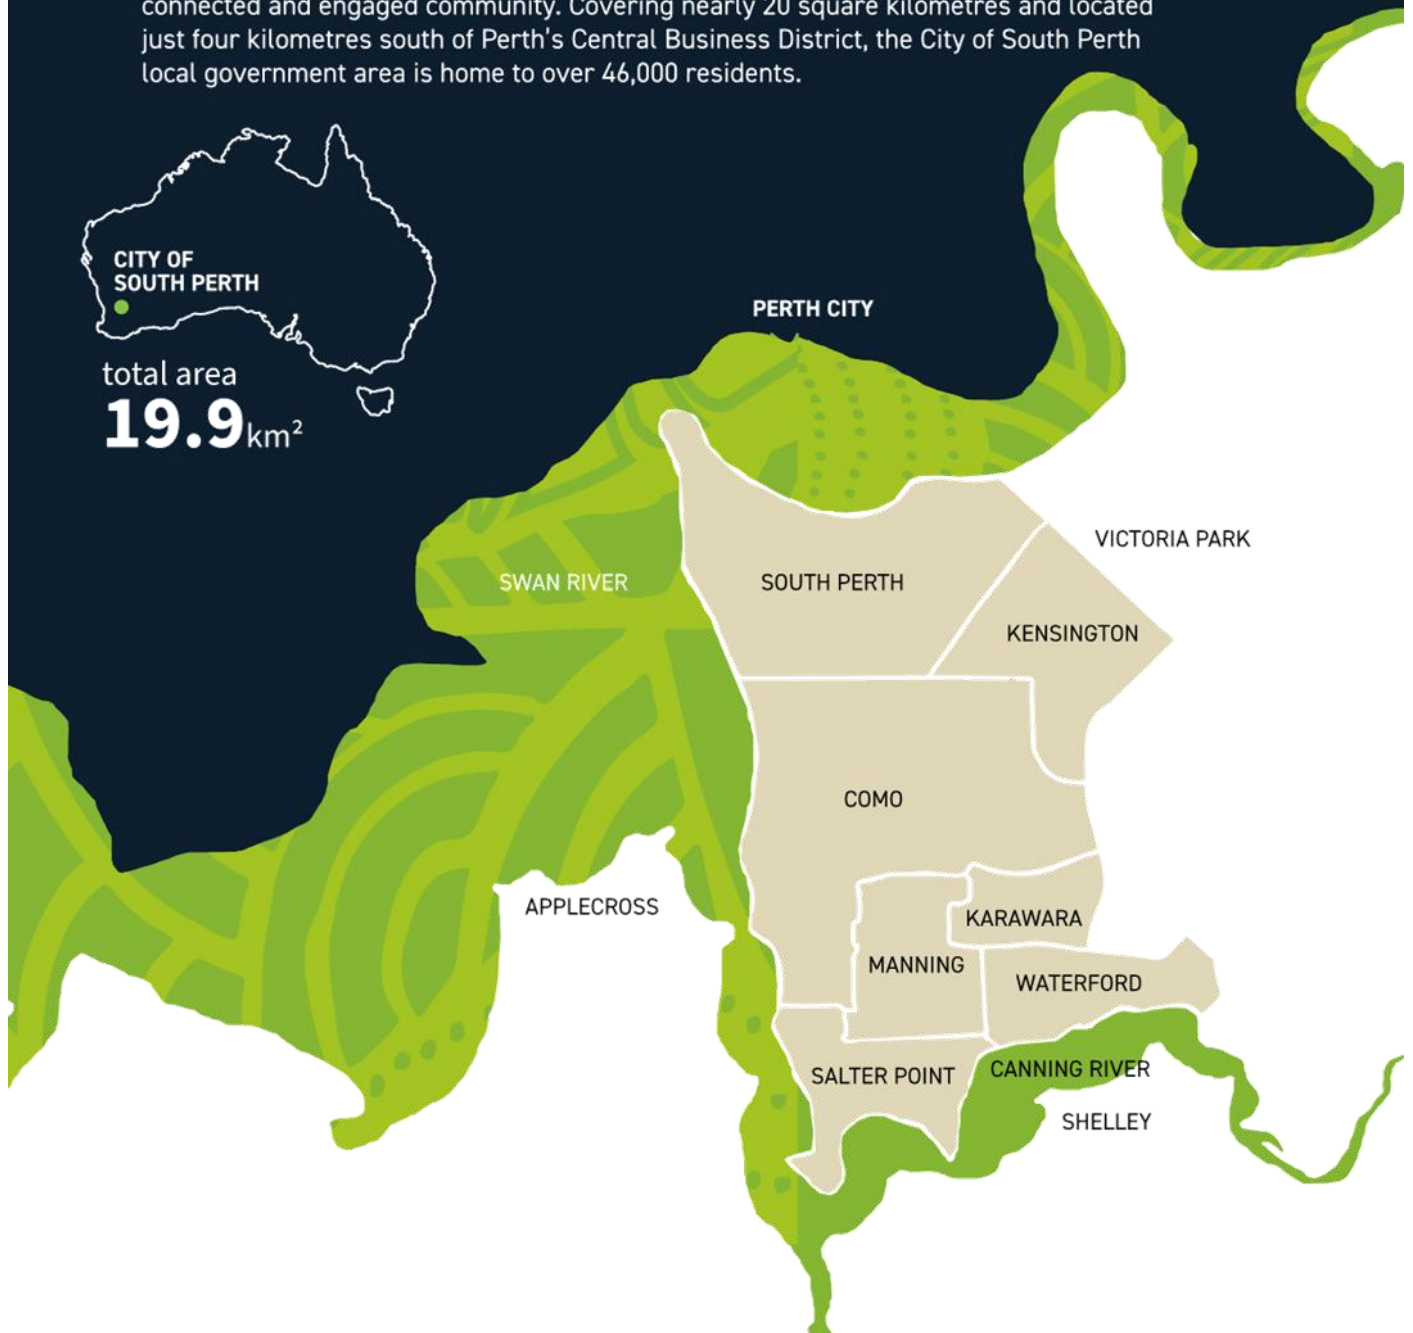 connected and engaged community. Covering nearly 20 square kilometres and located
just four kilometres south of Perth's Central Business District, the City of South Perth
local government area is home to over 46,000 residents.
CITY OF
SOUTH PERTH
total area
19.9km²
PERTH CITY
VICTORIA PARK
SWAN RIVER
SOUTH PERTH
KENSINGTON
COMO
APPLECROSS
KARAWARA
MANNING
WATERFORD
SALTER POINT
CANNING RIVER
SHELLEY